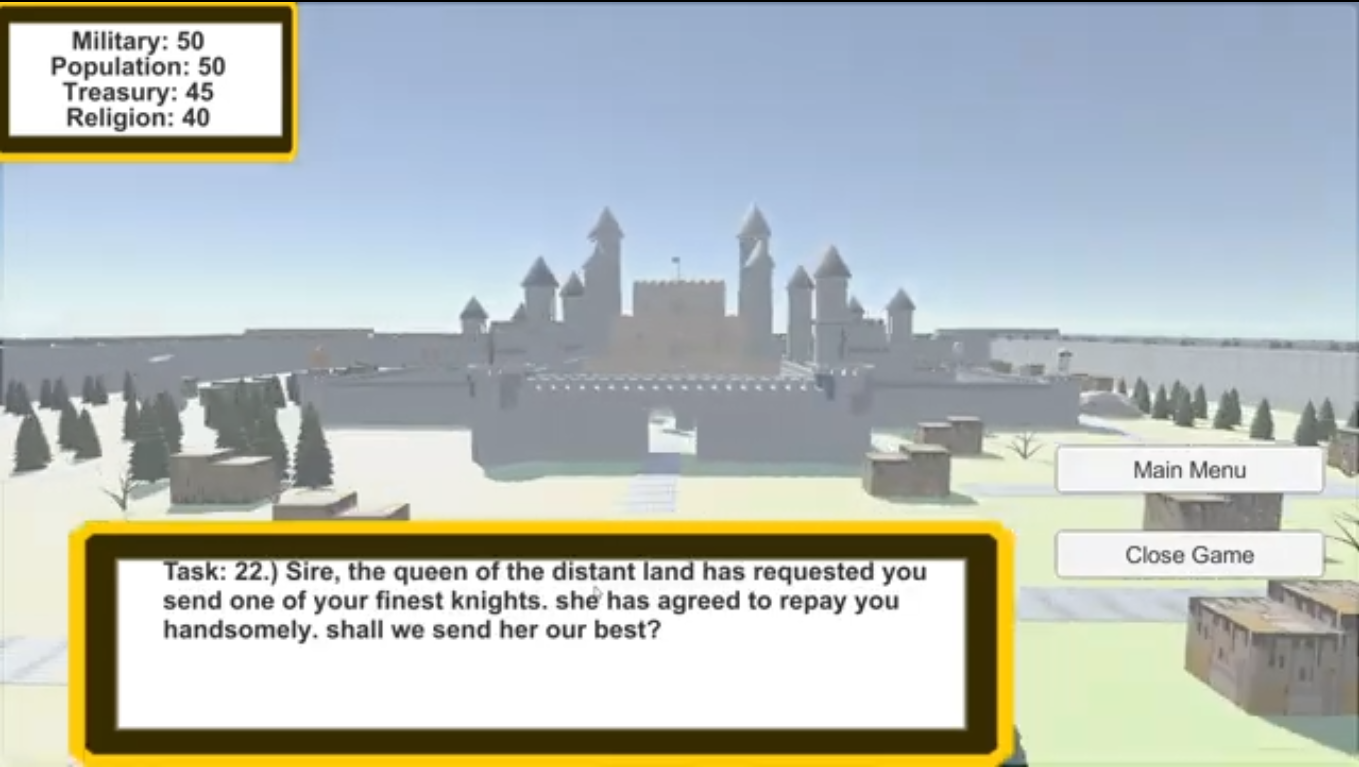 Military: 50
Population: 50
Treasury: 45
Religion: 40
Main Menu
Close Game
Task: 22.) Sire, the queen of the distant land has requested you
send one of your finest knights. she has agreed to repay you
handsomely. shall we send her our best?